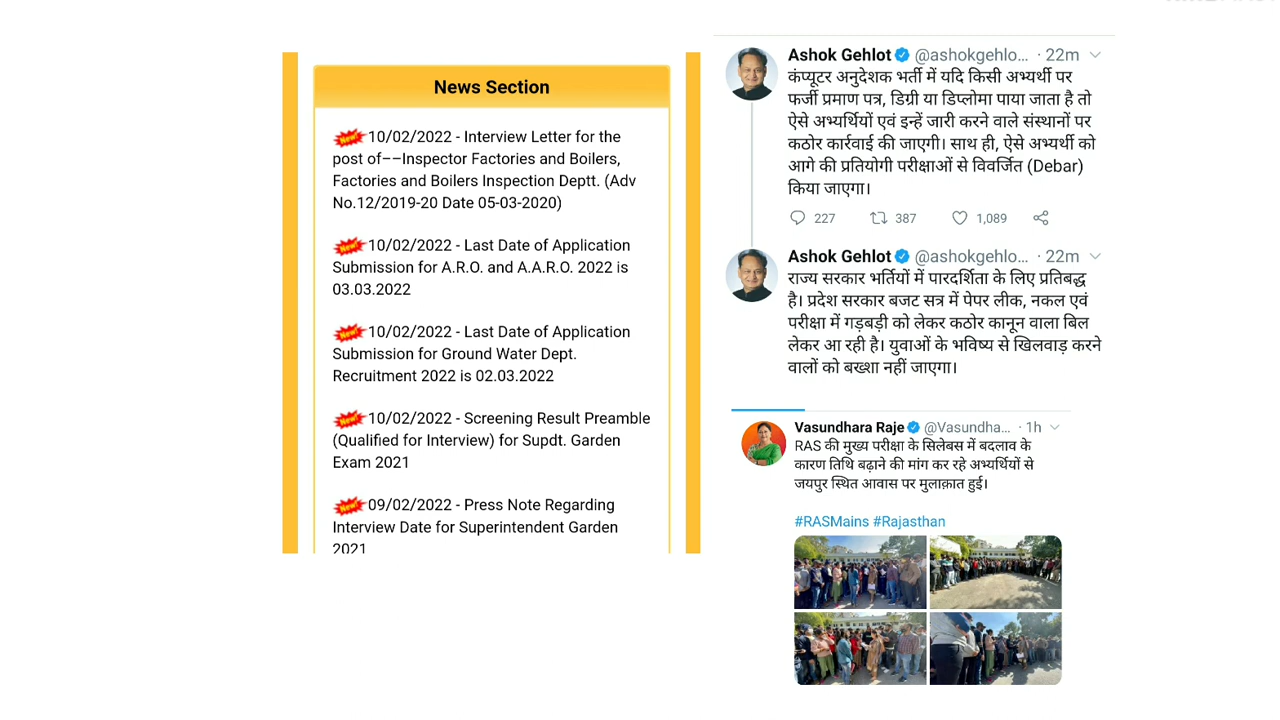 News Section
New! 10/02/2022 - Interview Letter for the
post of––Inspector Factories and Boilers,
Factories and Boilers Inspection Deptt. (Adv
No.12/2019-20 Date 05-03-2020)
New! 10/02/2022 - Last Date of Application
Submission for A.R.O. and A.A.R.O. 2022 is
03.03.2022
New! 10/02/2022 - Last Date of Application
Submission for Ground Water Dept.
Recruitment 2022 is 02.03.2022
New! 10/02/2022 - Screening Result Preamble
(Qualified for Interview) for Supdt. Garden
Exam 2021
New! 09/02/2022 - Press Note Regarding
Interview Date for Superintendent Garden
2021
Ashok Gehlot @ashokgehlo... · 22m
कंप्यूटर अनुदेशक भर्ती में यदि किसी अभ्यर्थी पर
फर्जी प्रमाण पत्र, डिग्री या डिप्लोमा पाया जाता है तो
ऐसे अभ्यर्थियों एवं इन्हें जारी करने वाले संस्थानों पर
कठोर कार्रवाई की जाएगी। साथ ही, ऐसे अभ्यर्थी को
आगे की प्रतियोगी परीक्षाओं से विवर्जित (Debar)
किया जाएगा।
227 387 1,089
Ashok Gehlot @ashokgehlo... · 22m
राज्य सरकार भर्तियों में पारदर्शिता के लिए प्रतिबद्ध
है। प्रदेश सरकार बजट सत्र में पेपर लीक, नकल एवं
परीक्षा में गड़बड़ी को लेकर कठोर कानून वाला बिल
लेकर आ रही है। युवाओं के भविष्य से खिलवाड़ करने
वालों को बख्शा नहीं जाएगा।
Vasundhara Raje @Vasundha... · 1h
RAS की मुख्य परीक्षा के सिलेबस में बदलाव के
कारण तिथि बढ़ाने की मांग कर रहे अभ्यर्थियों से
जयपुर स्थित आवास पर मुलाक़ात हुई।
#RASMains #Rajasthan